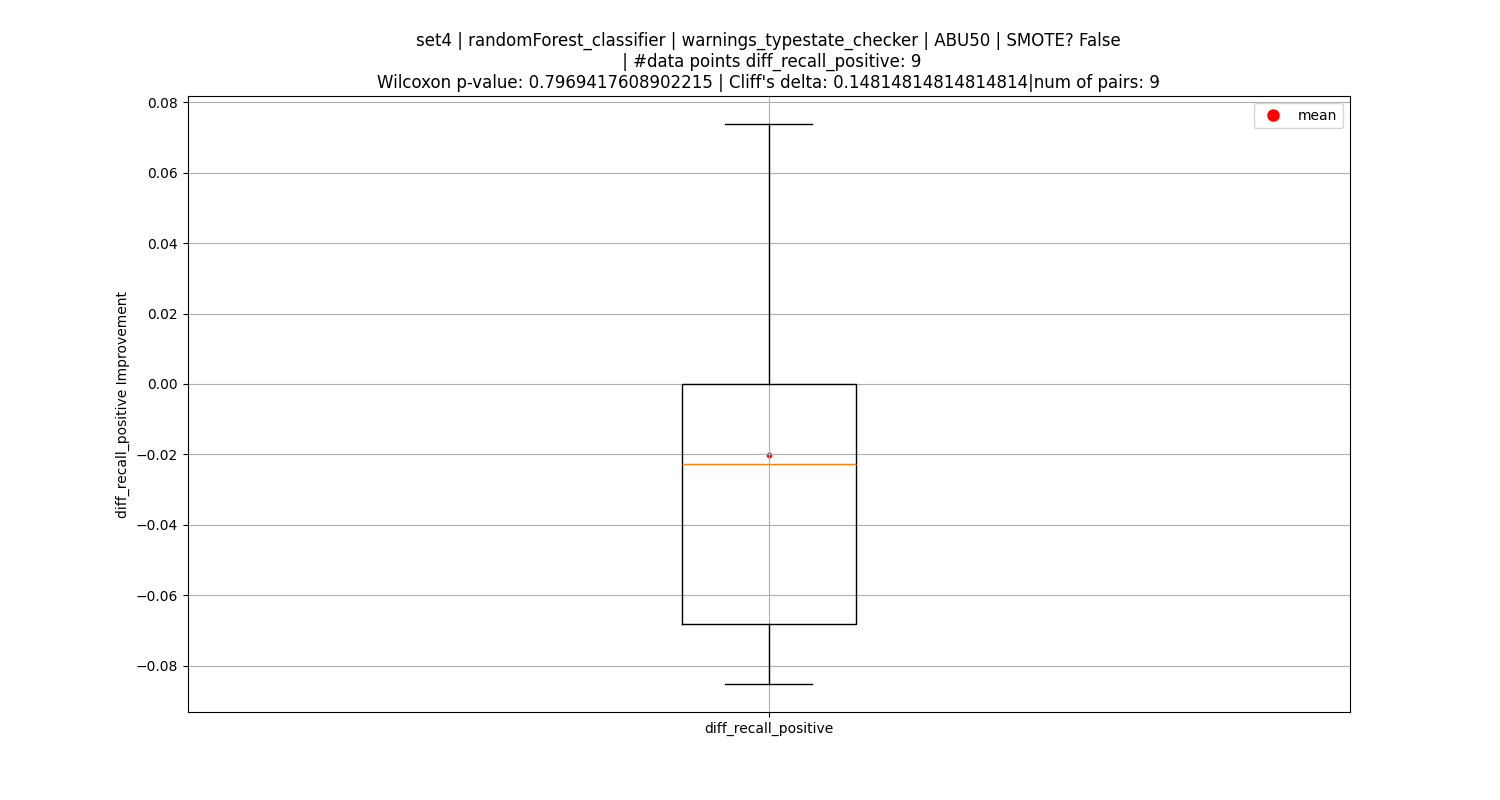 set4 | randomForest_classifier | warnings_typestate_checker | ABU50 | SMOTE? False
| #data points diff_recall_positive: 9
Wilcoxon p-value: 0.7969417608902215 | Cliff's delta: 0.14814814814814814|num of pairs: 9
mean
0.08
0.06
0.04
0.02
0.00
−0.02
−0.04
−0.06
−0.08
diff_recall_positive Improvement
diff_recall_positive